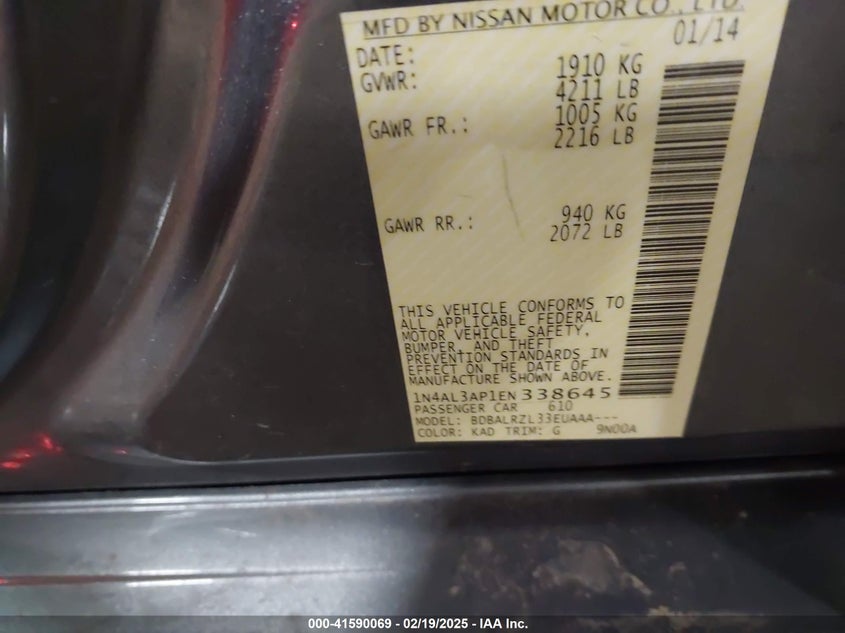 MFD BY NISSAN MOTOR CO., LTD.
DATE: 01/14
GVWR: 1910 KG
4211 LB
GAWR FR.: 1005 KG
2216 LB
GAWR RR.: 940 KG
2072 LB
THIS VEHICLE CONFORMS TO
ALL APPLICABLE FEDERAL
MOTOR VEHICLE SAFETY,
BUMPER, AND THEFT
PREVENTION STANDARDS IN
EFFECT ON THE DATE OF
MANUFACTURE SHOWN ABOVE.
1N4AL3AP1EN338645
PASSENGER CAR 610
MODEL: BDBALRZL33EUAAA---
COLOR: KAD TRIM: G 9N00A
000-41590069 - 02/19/2025 - IAA Inc.